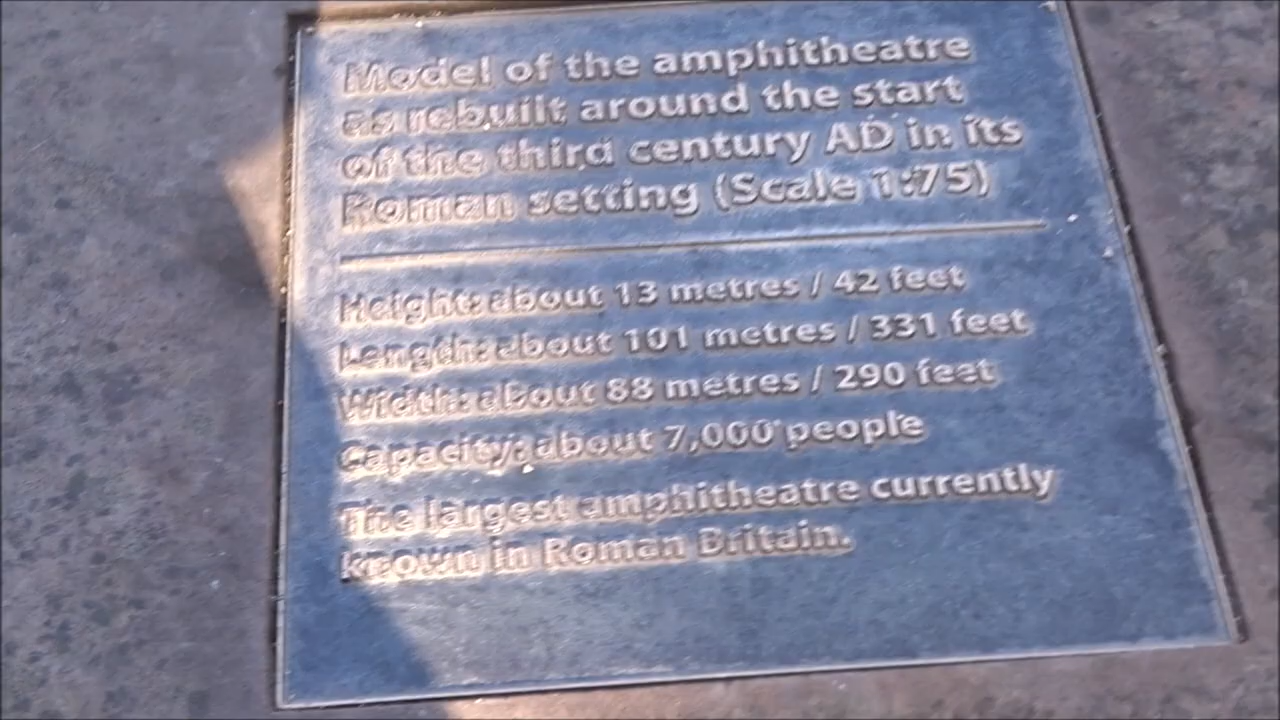 Model of the amphitheatre
as rebuilt around the start
of the third century AD in its
Roman setting (Scale 1:75)
Height: about 13 metres / 42 feet
Length: about 101 metres / 331 feet
Width: about 88 metres / 290 feet
Capacity: about 7,000 people
The largest amphitheatre currently
known in Roman Britain.